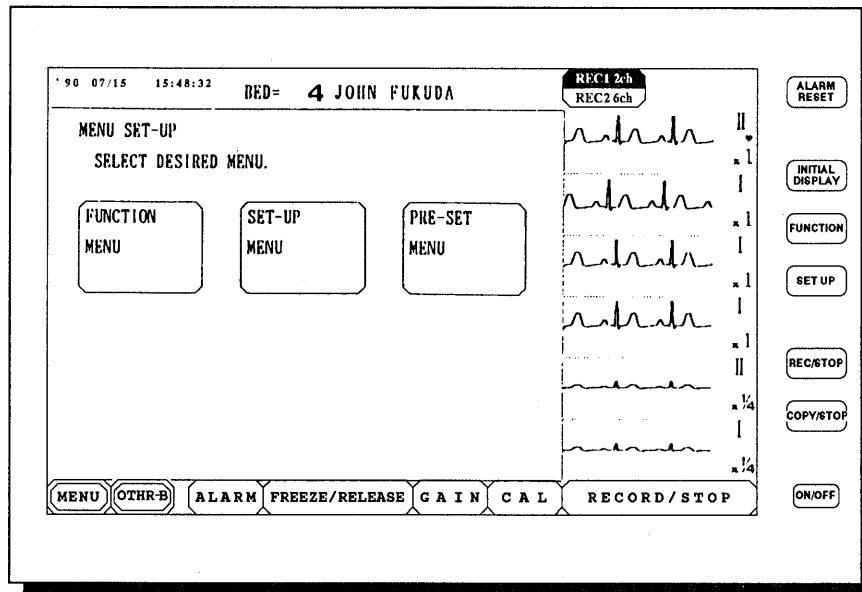 '90 07/15 15:48:32 BED= 4 JOHN FUKUDA
REC1 2ch
REC2 6ch
MENU SET-UP
SELECT DESIRED MENU.
FUNCTION
MENU
SET-UP
MENU
PRE-SET
MENU
II
x1
I
x1
I
x1
I
x1
II
x1/4
I
x1/4
MENU OTHR-B ALARM FREEZE/RELEASE GAIN CAL RECORD/STOP
ALARM
RESET
INITIAL
DISPLAY
FUNCTION
SET UP
REC/STOP
COPY/STOP
ON/OFF